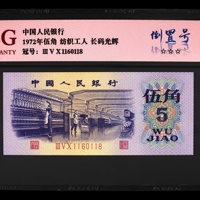 G 中国人民银行
ANTY 1972年伍角 纺织工人 长码光辉
冠号：ⅢⅤⅩ1160118
倒置号
☆☆☆
中国人民银行
伍角
5
WU
JIAO
ⅢⅤⅩ1160118